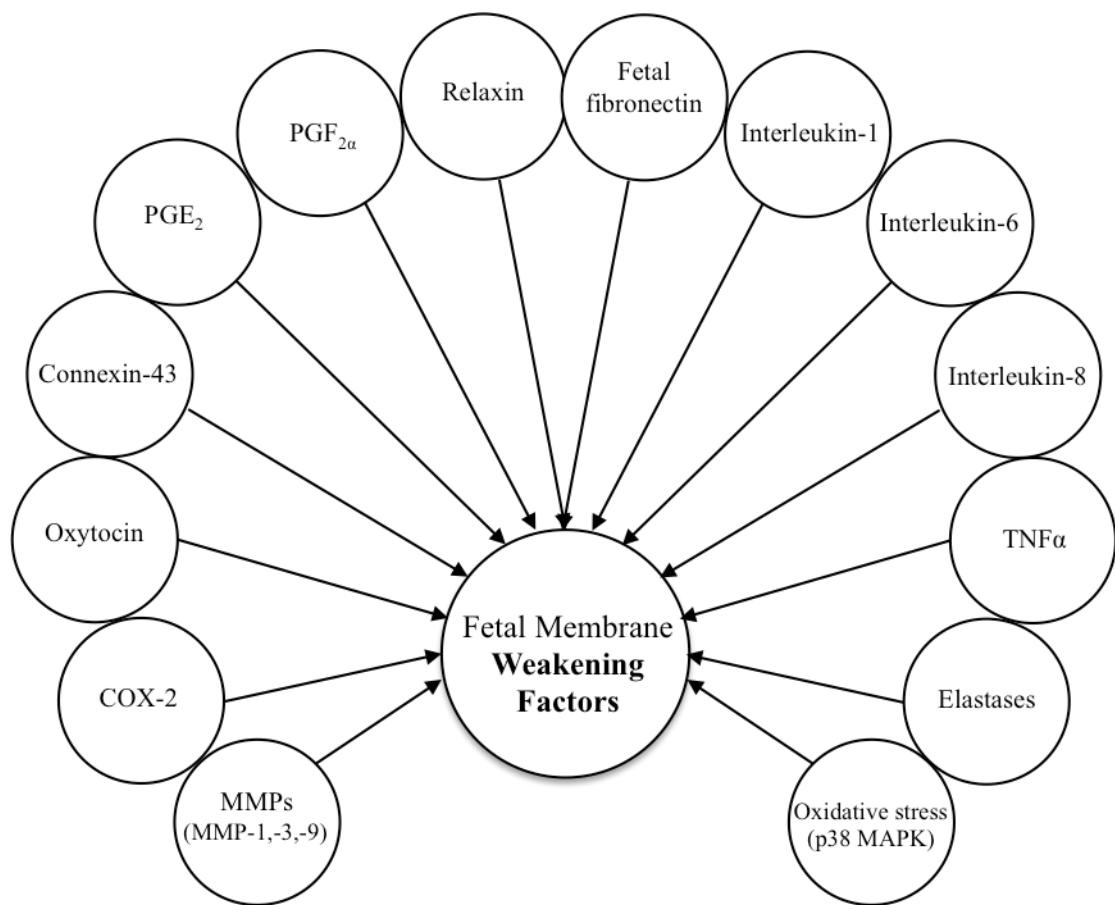 Relaxin
Fetal
fibronectin
PGF₂α
Interleukin-1
PGE₂
Interleukin-6
Connexin-43
Interleukin-8
Oxytocin
TNFα
Fetal Membrane
Weakening
Factors
COX-2
Elastases
MMPs
(MMP-1,-3,-9)
Oxidative stress
(p38 MAPK)